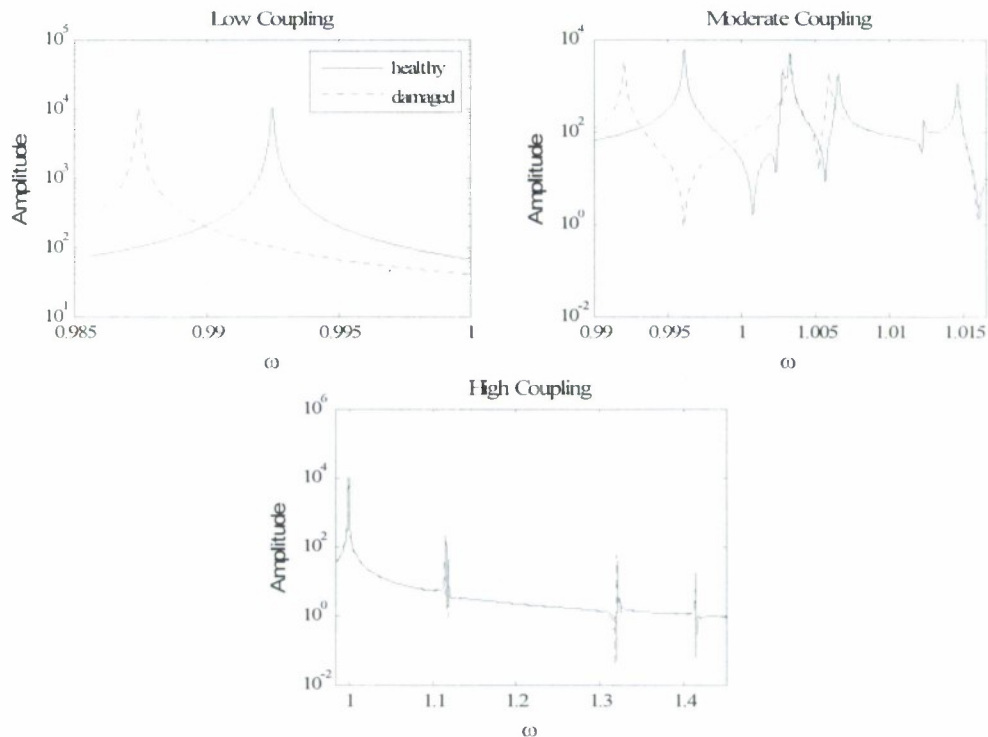 Low Coupling
10^5
10^4
10^3
10^2
10^1
Amplitude
healthy
damaged
0.985
0.99
0.995
1
ω
Moderate Coupling
10^4
10^2
10^0
10^-2
Amplitude
0.99
0.995
1
1.005
1.01
1.015
ω
High Coupling
10^6
10^4
10^2
10^0
10^-2
Amplitude
1
1.1
1.2
1.3
1.4
ω